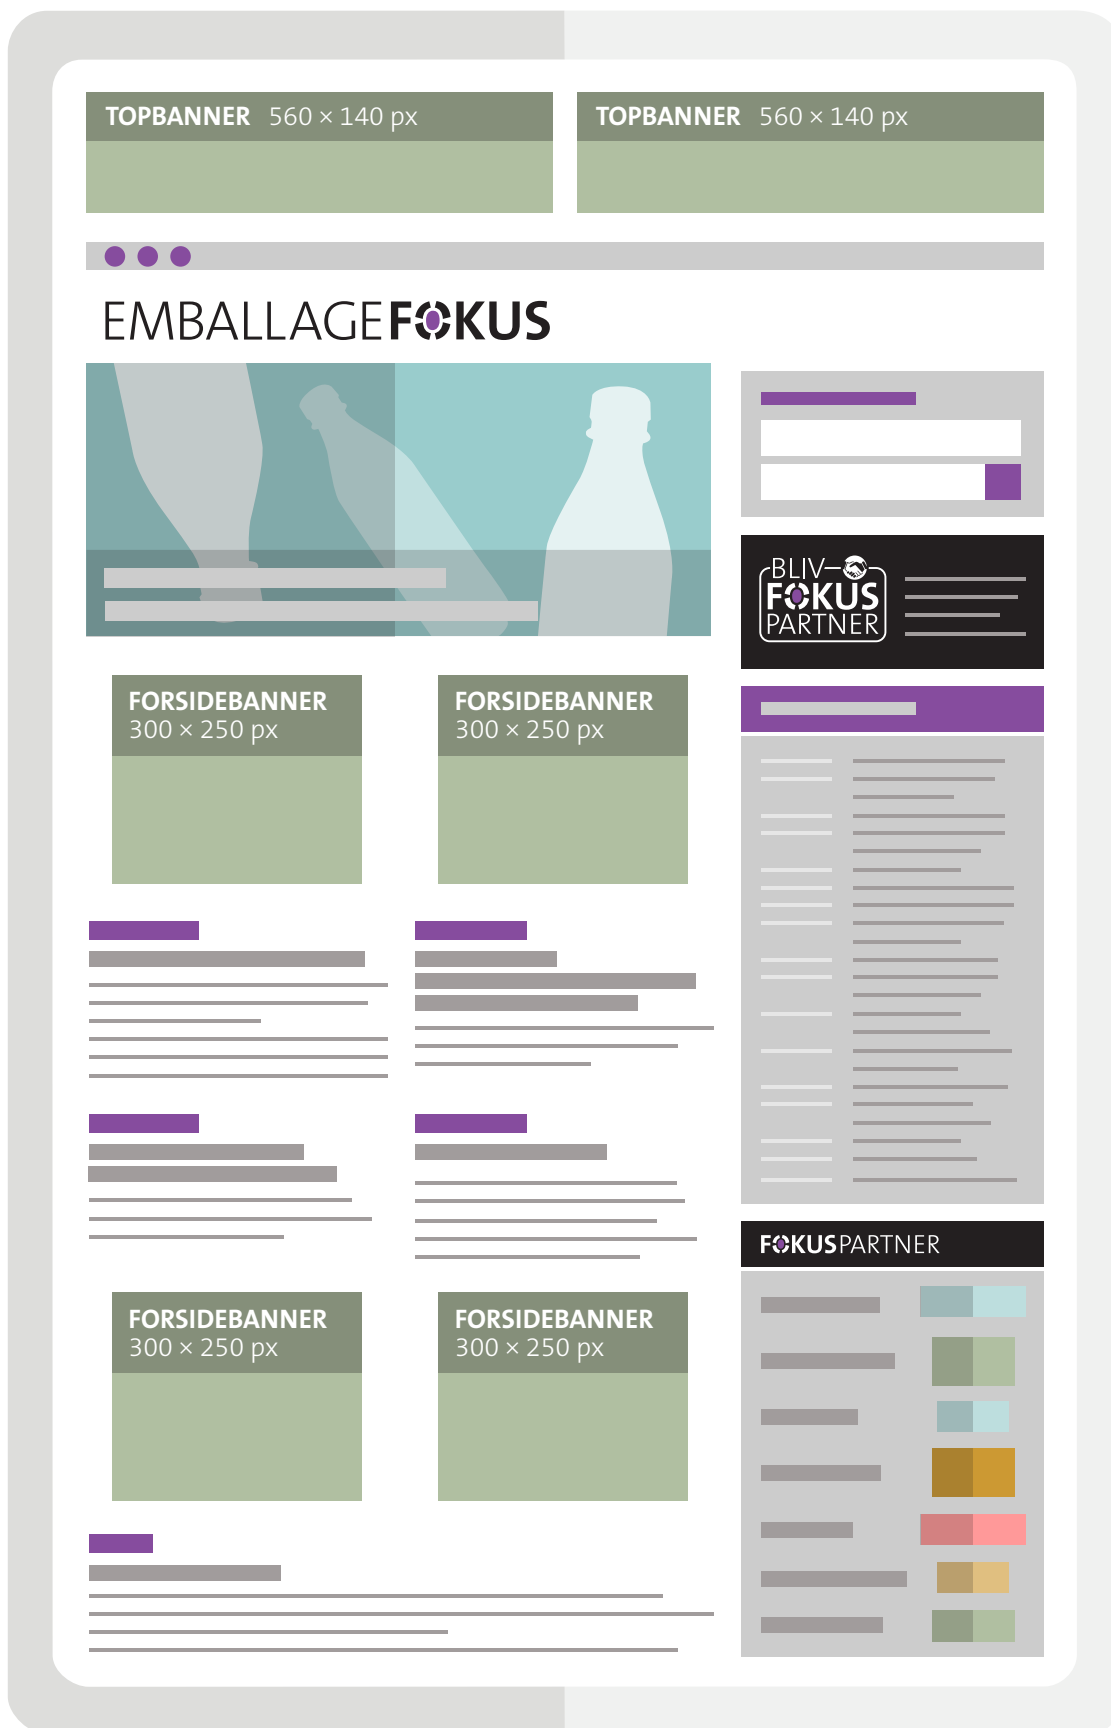 TOPBANNER 560 × 140 px
TOPBANNER 560 × 140 px
EMBALLAGEFOKUS
BLIV
FOKUS
PARTNER
FORSIDEBANNER
300 × 250 px
FORSIDEBANNER
300 × 250 px
FOKUSPARTNER
FORSIDEBANNER
300 × 250 px
FORSIDEBANNER
300 × 250 px